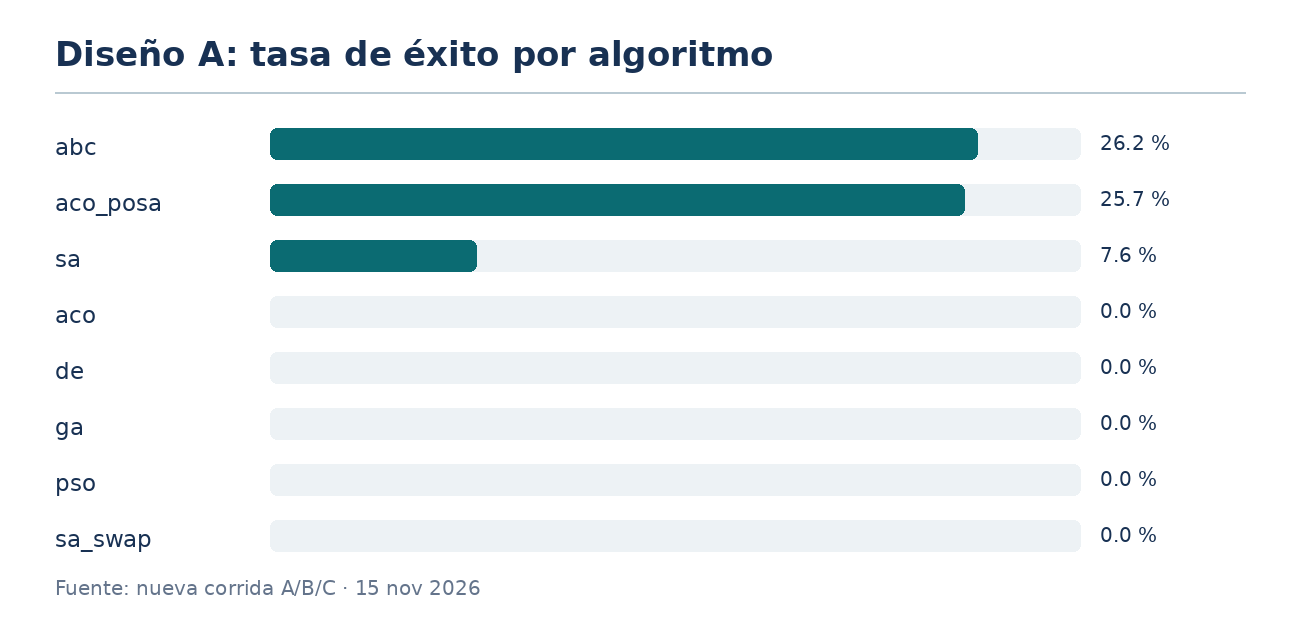 Diseño A: tasa de éxito por algoritmo
abc 26.2 %
aco_posa 25.7 %
sa 7.6 %
aco 0.0 %
de 0.0 %
ga 0.0 %
pso 0.0 %
sa_swap 0.0 %
Fuente: nueva corrida A/B/C · 15 nov 2026